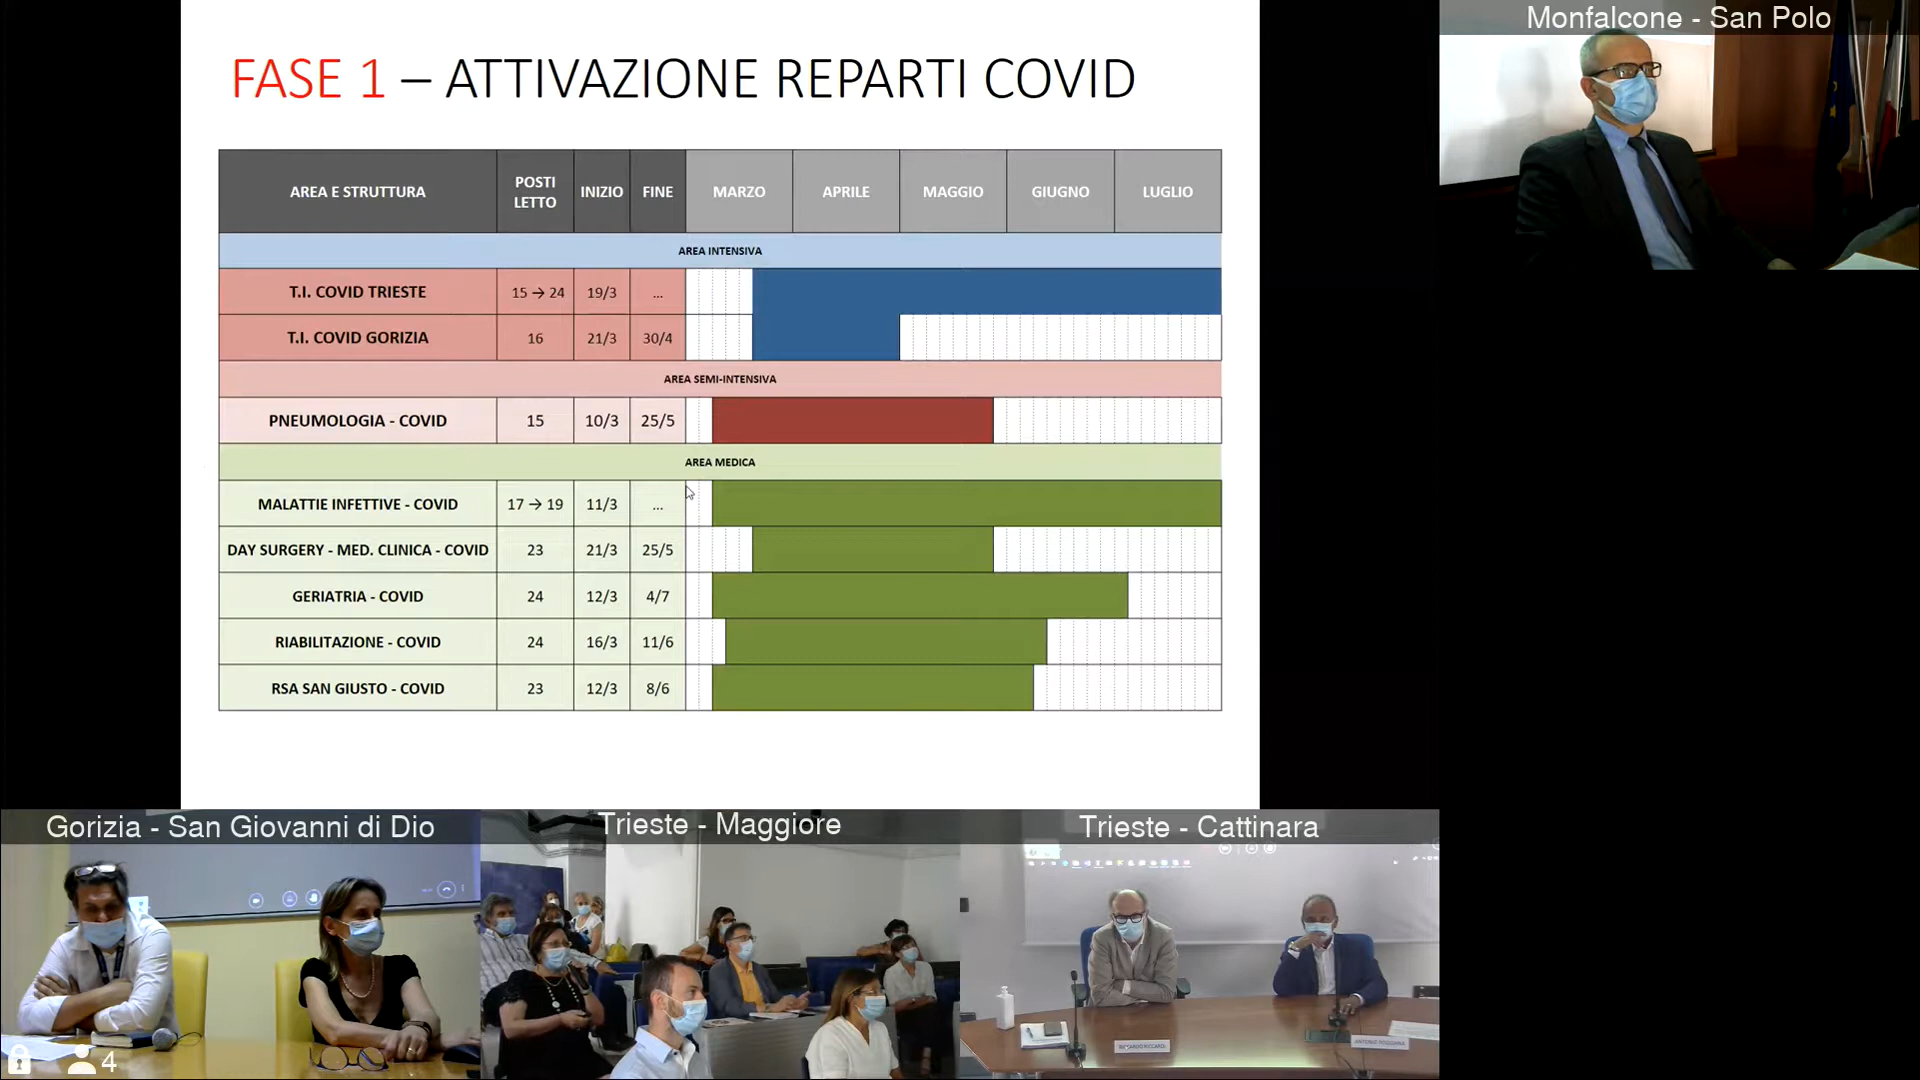 FASE 1 – ATTIVAZIONE REPARTI COVID
AREA E STRUTTURA POSTI LETTO INIZIO FINE MARZO APRILE MAGGIO GIUGNO LUGLIO
AREA INTENSIVA
T.I. COVID TRIESTE 15 → 24 19/3 ...
T.I. COVID GORIZIA 16 21/3 30/4
AREA SEMI-INTENSIVA
PNEUMOLOGIA - COVID 15 10/3 25/5
AREA MEDICA
MALATTIE INFETTIVE - COVID 17 → 19 11/3 ...
DAY SURGERY - MED. CLINICA - COVID 23 21/3 25/5
GERIATRIA - COVID 24 12/3 4/7
RIABILITAZIONE - COVID 24 16/3 11/6
RSA SAN GIUSTO - COVID 23 12/3 8/6
Monfalcone - San Polo
Gorizia - San Giovanni di Dio
4
Trieste - Maggiore
Trieste - Cattinara
RICCARDO RICCARDI
ANTONIO POGGIANA